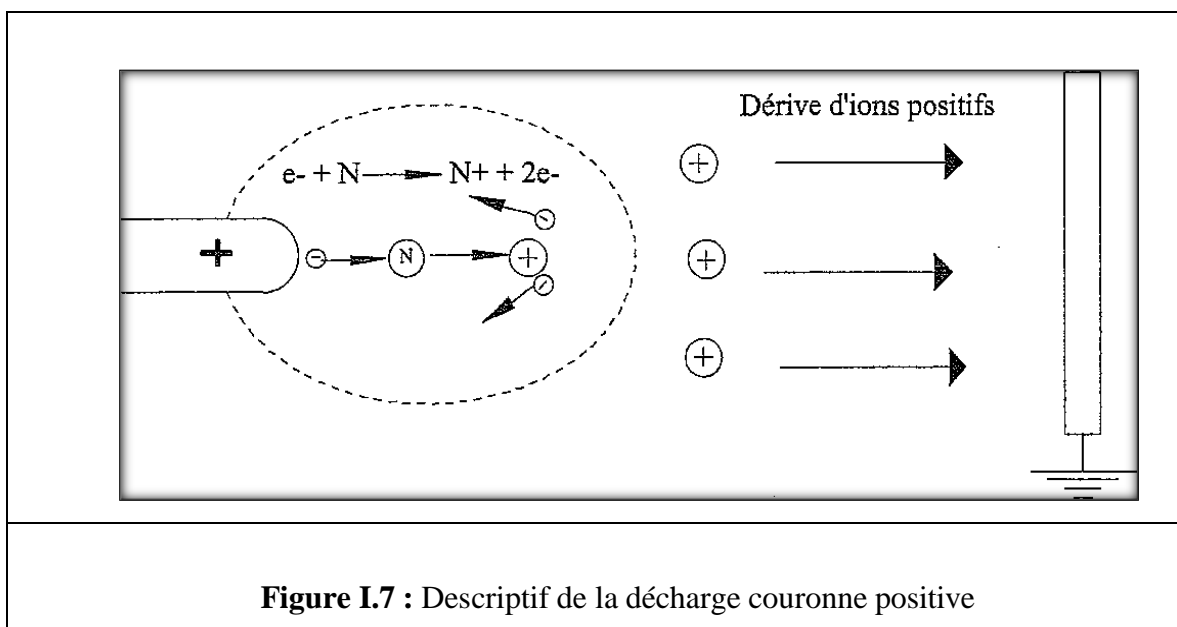 Dérive d'ions positifs
e- + N → N+ + 2e-
+
+
- N +
-
-
+
+
Figure I.7 : Descriptif de la décharge couronne positive